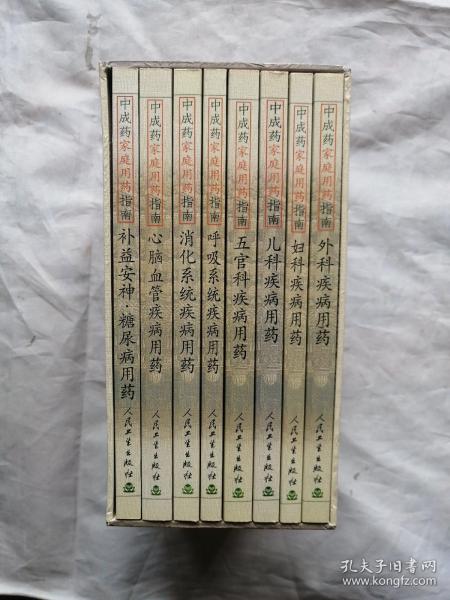 中成药家庭用药指南
补益安神·糖尿病用药
人民卫生出版社
中成药家庭用药指南
心脑血管疾病用药
人民卫生出版社
中成药家庭用药指南
消化系统疾病用药
人民卫生出版社
中成药家庭用药指南
呼吸系统疾病用药
人民卫生出版社
中成药家庭用药指南
五官科疾病用药
人民卫生出版社
中成药家庭用药指南
儿科疾病用药
人民卫生出版社
中成药家庭用药指南
妇科疾病用药
人民卫生出版社
中成药家庭用药指南
外科疾病用药
人民卫生出版社
孔夫子旧书网
www.kongfz.com